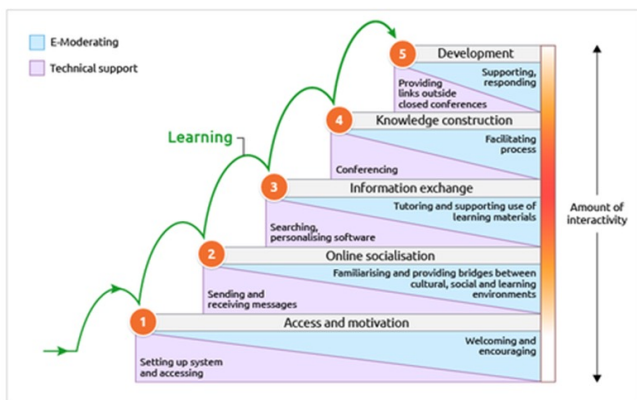 E-Moderating
Technical support
Learning
5
Development
Supporting,
responding
Providing
links outside
closed conferences
4
Knowledge construction
Facilitating
process
Conferencing
3
Information exchange
Tutoring and supporting use of
learning materials
Searching,
personalising software
2
Online socialisation
Familiarising and providing bridges between
cultural, social and learning
environments
Sending and
receiving messages
1
Access and motivation
Welcoming and
encouraging
Setting up system
and accessing
Amount of
interactivity